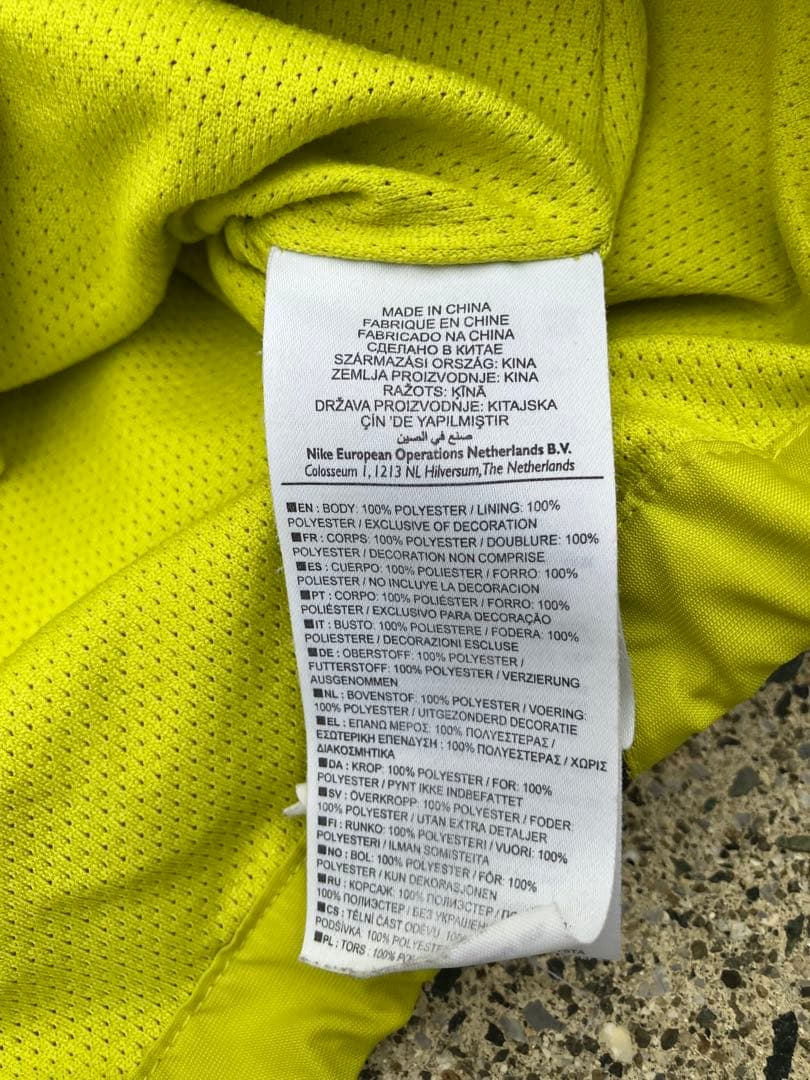 MADE IN CHINA
FABRIQUE EN CHINE
FABRICADO NA CHINA
СДЕЛАНО В КИТАЕ
SZÁRMAZÁSI ORSZÁG: KINA
ZEMLJA PROIZVODNJE: KINA
RAŽOTS: ĶĪNĀ
DRŽAVA PROIZVODNJE: KITAJSKA
ÇİN 'DE YAPILMIŞTIR
صنع في الصين
Nike European Operations Netherlands B.V.
Colosseum 1, 1213 NL Hilversum, The Netherlands
EN : BODY: 100% POLYESTER / LINING: 100%
POLYESTER / EXCLUSIVE OF DECORATION
FR : CORPS: 100% POLYESTER / DOUBLURE: 100%
POLYESTER / DECORATION NON COMPRISE
ES : CUERPO: 100% POLIESTER / FORRO: 100%
POLIESTER / NO INCLUYE LA DECORACION
PT : CORPO: 100% POLIÉSTER / FORRO: 100%
POLIÉSTER / EXCLUSIVO PARA DECORAÇÃO
IT : BUSTO: 100% POLIESTERE / FODERA: 100%
POLIESTERE / DECORAZIONI ESCLUSE
DE : OBERSTOFF: 100% POLYESTER /
FUTTERSTOFF: 100% POLYESTER / VERZIERUNG
AUSGENOMMEN
NL : BOVENSTOF: 100% POLYESTER / VOERING:
100% POLYESTER / UITGEZONDERD DECORATIE
EL : ΕΠΑΝΩ ΜΕΡΟΣ: 100% ΠΟΛΥΕΣΤΕΡΑΣ /
ΕΣΩΤΕΡΙΚΗ ΕΠΕΝΔΥΣΗ : 100% ΠΟΛΥΕΣΤΕΡΑΣ / ΧΩΡΙΣ
ΔΙΑΚΟΣΜΗΤΙΚΑ
DA : KROP: 100% POLYESTER / FOR: 100%
POLYESTER / PYNT IKKE INDBEFATTET
SV : ÖVERKROPP: 100% POLYESTER / FODER:
100% POLYESTER / UTAN EXTRA DETALJER
FI : RUNKO: 100% POLYESTERI / VUORI: 100%
POLYESTERI / ILMAN SOMISTEITA
NO : BOL: 100% POLYESTER / FÔR: 100%
POLYESTER / KUN DEKORASJONEN
RU : КОРСАЖ: 100% ПОЛИЭСТЕР /
100% ПОЛИЭСТЕР / БЕЗ
CS : TĚLNÍ ČÁST ODĚVU: 100%
PODŠÍVKA: 100%
PL : TORS : 100%